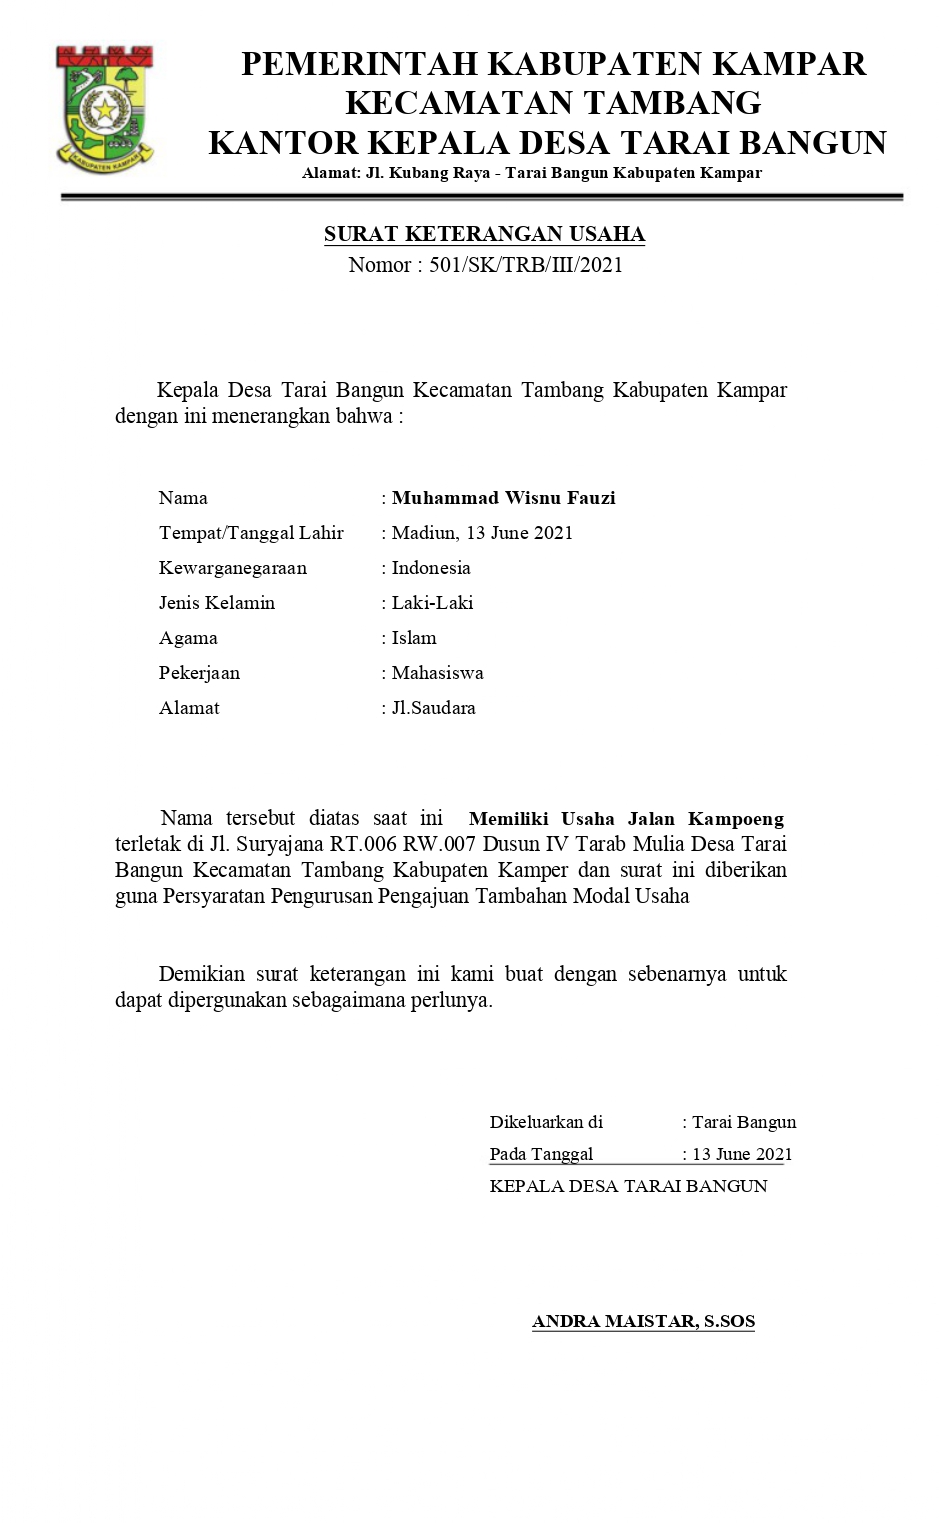 PEMERINTAH KABUPATEN KAMPAR
KECAMATAN TAMBANG
KANTOR KEPALA DESA TARAI BANGUN
Alamat: Jl. Kubang Raya - Tarai Bangun Kabupaten Kampar
KABUPATEN KAMPAR
SURAT KETERANGAN USAHA
Nomor : 501/SK/TRB/III/2021
Kepala Desa Tarai Bangun Kecamatan Tambang Kabupaten Kampar
dengan ini menerangkan bahwa :
Nama : Muhammad Wisnu Fauzi
Tempat/Tanggal Lahir : Madiun, 13 June 2021
Kewarganegaraan : Indonesia
Jenis Kelamin : Laki-Laki
Agama : Islam
Pekerjaan : Mahasiswa
Alamat : Jl.Saudara
Nama tersebut diatas saat ini Memiliki Usaha Jalan Kampoeng
terletak di Jl. Suryajana RT.006 RW.007 Dusun IV Tarab Mulia Desa Tarai
Bangun Kecamatan Tambang Kabupaten Kamper dan surat ini diberikan
guna Persyaratan Pengurusan Pengajuan Tambahan Modal Usaha
Demikian surat keterangan ini kami buat dengan sebenarnya untuk
dapat dipergunakan sebagaimana perlunya.
Dikeluarkan di : Tarai Bangun
Pada Tanggal : 13 June 2021
KEPALA DESA TARAI BANGUN
ANDRA MAISTAR, S.SOS